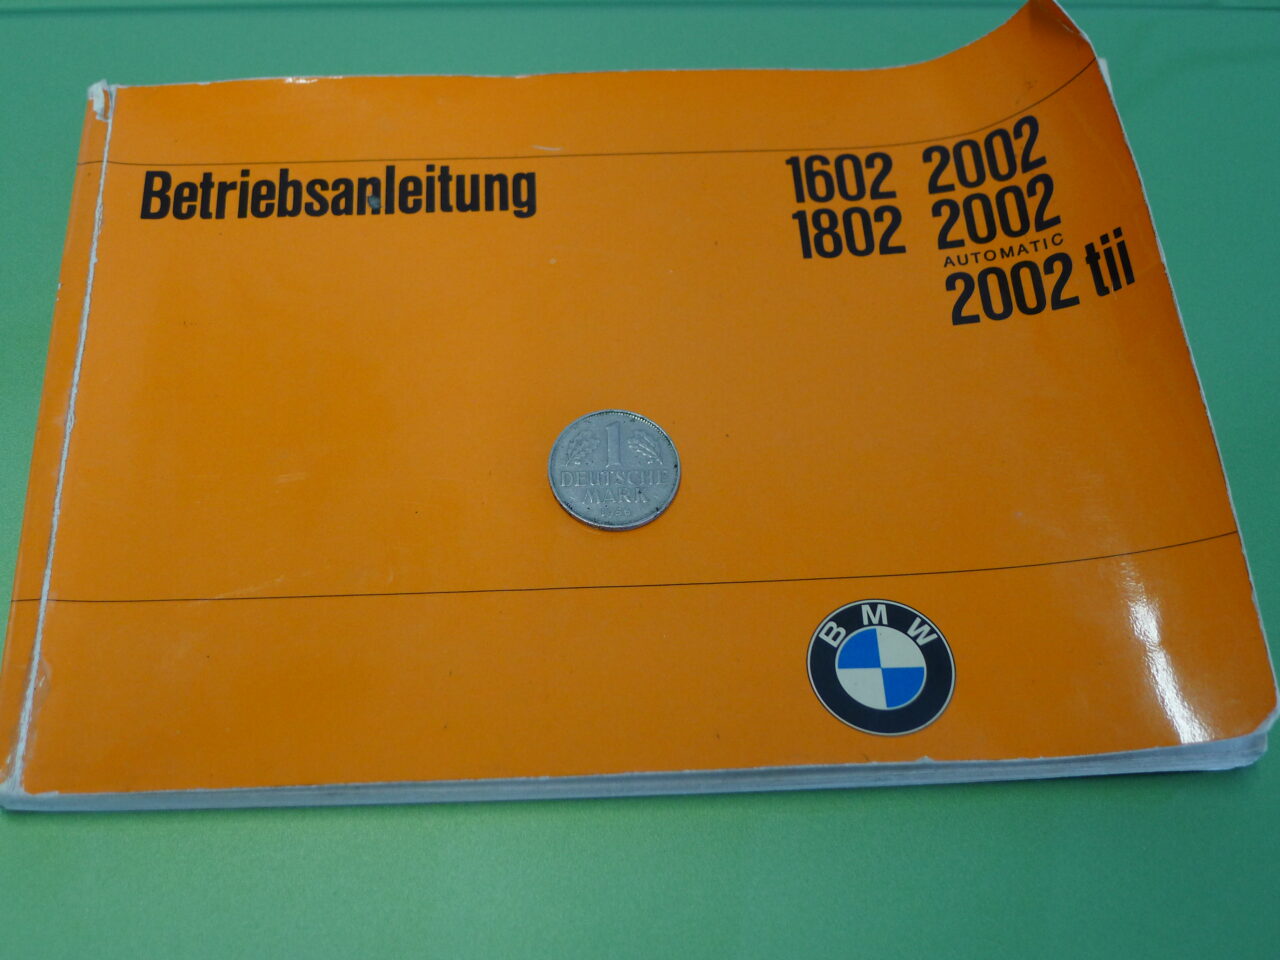 Betriebsanleitung
1602 2002
1802 2002
AUTOMATIC
2002 tii
1
DEUTSCHE
MARK
BMW